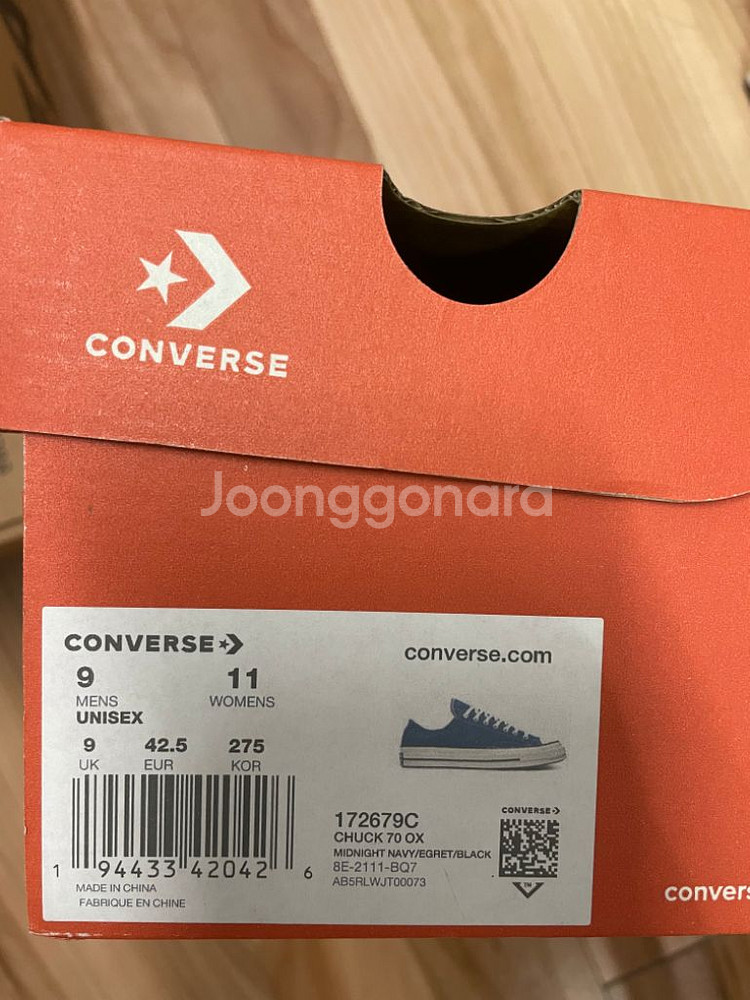 CONVERSE
Joonggonara
CONVERSE
converse.com
9
MENS
UNISEX
11
WOMENS
9
UK
42.5
EUR
275
KOR
1 94433 42042 6
MADE IN CHINA
FABRIQUE EN CHINE
172679C
CHUCK 70 OX
MIDNIGHT NAVY/EGRET/BLACK
8E-2111-BQ7
AB5RLWJT00073
CONVERSE
TM
convers